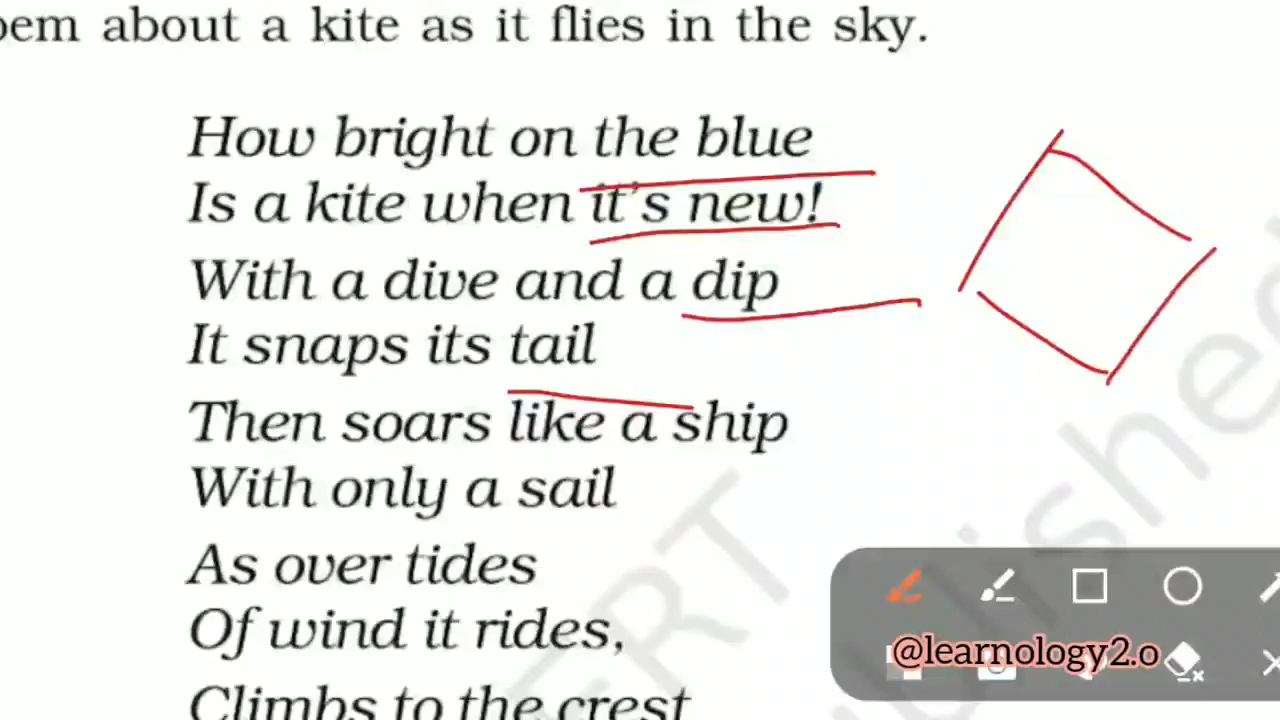 oem about a kite as it flies in the sky.
How bright on the blue
Is a kite when it's new!
With a dive and a dip
It snaps its tail
Then soars like a ship
With only a sail
As over tides
Of wind it rides,
Climbs to the crest
@learnology2.o